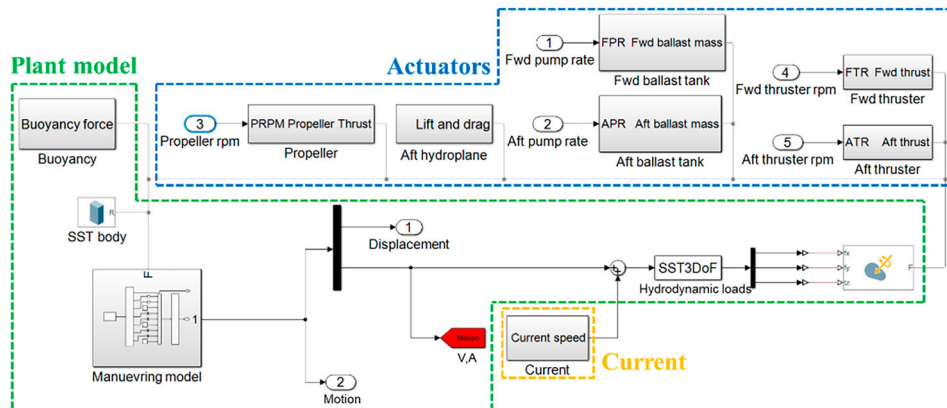 Plant model
Actuators
1
Fwd pump rate
FPR Fwd ballast mass
Fwd ballast tank
4
Fwd thruster rpm
FTR Fwd thrust
Fwd thruster
Buoyancy force
Buoyancy
3
Propeller rpm
PRPM Propeller Thrust
Propeller
Lift and drag
Aft hydroplane
2
Aft pump rate
APR Aft ballast mass
Aft ballast tank
5
Aft thruster rpm
ATR Aft thrust
Aft thruster
R
SST body
1
Displacement
F
1
Manuevring model
SST3DoF
Hydrodynamic loads
fx
fy
tz
F
Motion
V,A
Current speed
Current
Current
2
Motion